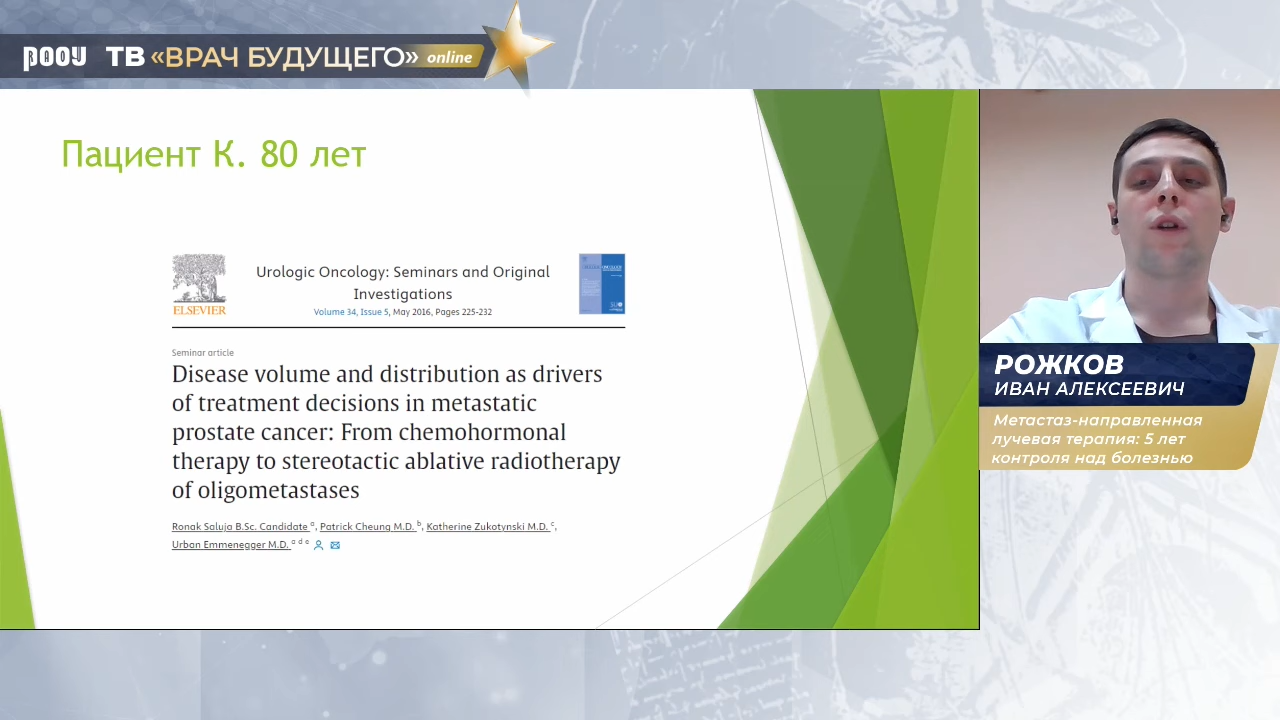 РООУ ТВ «ВРАЧ БУДУЩЕГО» online
Пациент К. 80 лет
ELSEVIER
Urologic Oncology: Seminars and Original
Investigations
Volume 34, Issue 5, May 2016, Pages 225-232
Seminar article
Disease volume and distribution as drivers
of treatment decisions in metastatic
prostate cancer: From chemohormonal
therapy to stereotactic ablative radiotherapy
of oligometastases
Ronak Saluja B.Sc. Candidate a, Patrick Cheung M.D. b, Katherine Zukotynski M.D. c,
Urban Emmenegger M.D. a d e
РОЖКОВ
ИВАН АЛЕКСЕЕВИЧ
Метастаз-направленная
лучевая терапия: 5 лет
контроля над болезнью